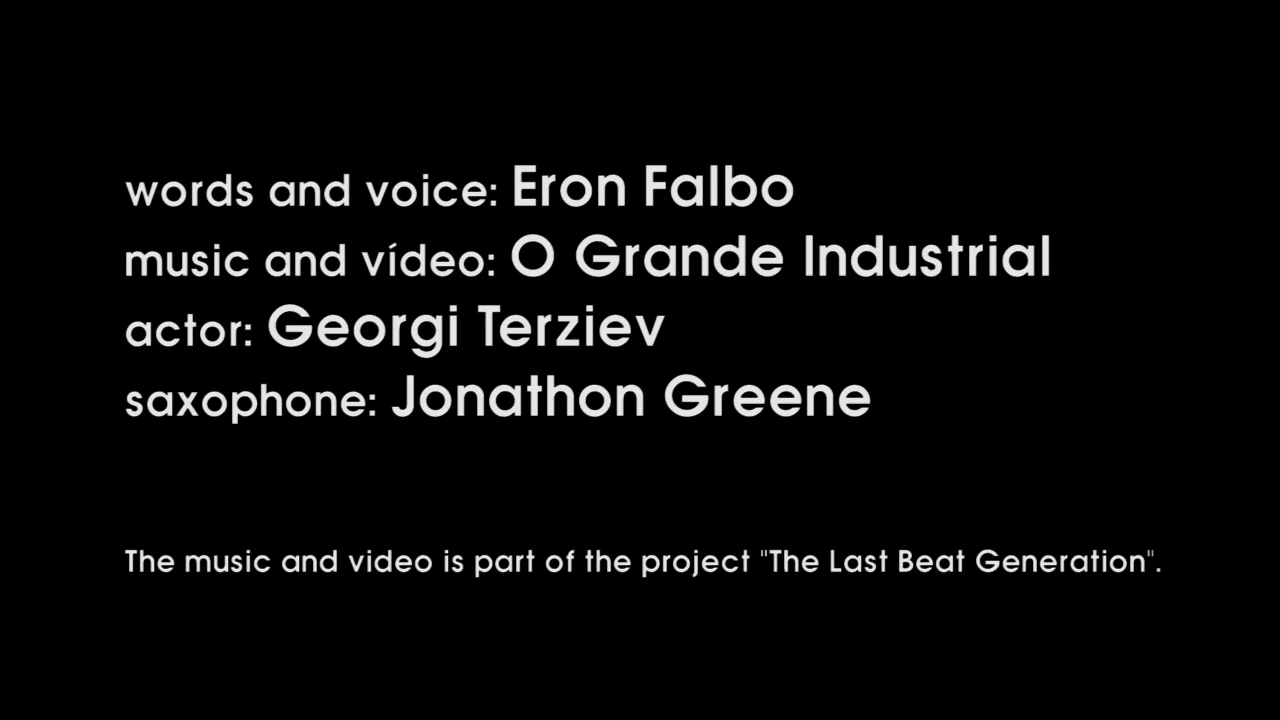 words and voice: Eron Falbo
music and vídeo: O Grande Industrial
actor: Georgi Terziev
saxophone: Jonathon Greene
The music and video is part of the project "The Last Beat Generation".